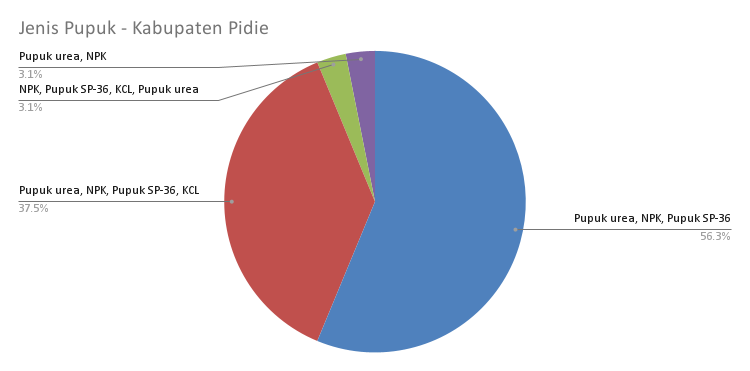 Jenis Pupuk - Kabupaten Pidie
Pupuk urea, NPK
3.1%
NPK, Pupuk SP-36, KCL, Pupuk urea
3.1%
Pupuk urea, NPK, Pupuk SP-36, KCL
37.5%
Pupuk urea, NPK, Pupuk SP-36
56.3%